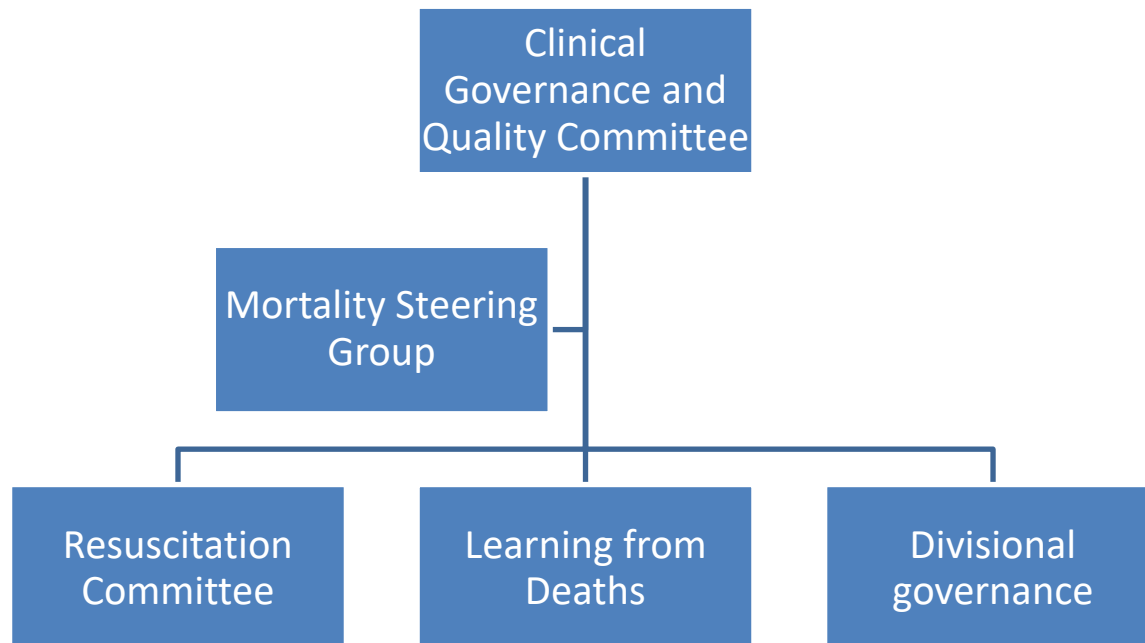 Clinical
Governance and
Quality Committee
Mortality Steering
Group
Resuscitation
Committee
Learning from
Deaths
Divisional
governance